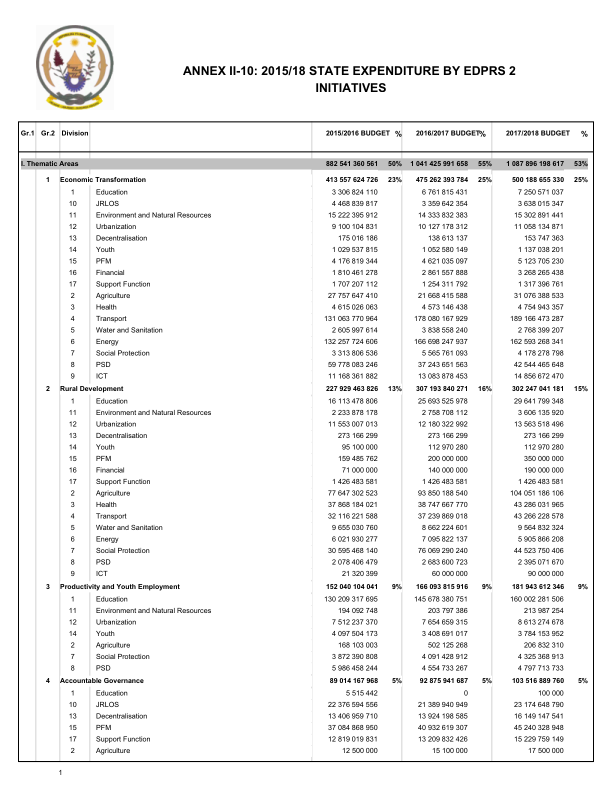 ANNEX II-10: 2015/18 STATE EXPENDITURE BY EDPRS 2
INITIATIVES
Gr.1 Gr.2 Division 2015/2016 BUDGET % 2016/2017 BUDGET % 2017/2018 BUDGET %
I. Thematic Areas 882 541 360 561 50% 1 041 425 991 658 55% 1 087 896 198 617 53%
1 Economic Transformation 413 557 624 726 23% 475 262 393 784 25% 500 188 655 330 25%
1 Education 3 306 824 110 6 761 815 431 7 250 571 037
10 JRLOS 4 468 839 817 3 359 642 354 3 638 015 347
11 Environment and Natural Resources 15 222 395 912 14 333 832 383 15 302 891 441
12 Urbanization 9 100 104 831 10 127 178 312 11 058 134 871
13 Decentralisation 175 016 186 138 613 137 153 747 363
14 Youth 1 029 537 815 1 052 580 149 1 137 038 201
15 PFM 4 176 819 344 4 621 035 097 5 123 705 230
16 Financial 1 810 461 278 2 861 557 888 3 268 265 438
17 Support Function 1 707 207 112 1 254 311 792 1 317 396 761
2 Agriculture 27 757 647 410 21 668 415 588 31 076 388 533
3 Health 4 615 026 063 4 573 146 438 4 754 943 357
4 Transport 131 063 770 964 178 080 167 929 189 166 473 287
5 Water and Sanitation 2 605 997 614 3 838 558 240 2 768 399 207
6 Energy 132 257 724 606 166 698 247 937 162 593 268 341
7 Social Protection 3 313 806 536 5 565 761 093 4 178 278 798
8 PSD 59 778 083 246 37 243 651 563 42 544 465 648
9 ICT 11 168 361 882 13 083 878 453 14 856 672 470
2 Rural Development 227 929 463 826 13% 307 193 840 271 16% 302 247 041 181 15%
1 Education 16 113 478 806 25 693 525 978 29 641 799 348
11 Environment and Natural Resources 2 233 878 178 2 758 708 112 3 606 135 920
12 Urbanization 11 553 007 013 12 180 322 992 13 563 518 496
13 Decentralisation 273 166 299 273 166 299 273 166 299
14 Youth 95 100 000 112 970 280 112 970 280
15 PFM 159 485 762 200 000 000 350 000 000
16 Financial 71 000 000 140 000 000 190 000 000
17 Support Function 1 426 483 581 1 426 483 581 1 426 483 581
2 Agriculture 77 647 302 523 93 850 188 540 104 051 186 106
3 Health 37 868 184 021 38 747 667 770 43 286 031 965
4 Transport 32 116 221 588 37 239 869 018 43 266 228 578
5 Water and Sanitation 9 655 030 760 8 662 224 601 9 564 832 324
6 Energy 6 021 930 277 7 095 822 137 5 905 866 208
7 Social Protection 30 595 468 140 76 069 290 240 44 523 750 406
8 PSD 2 078 406 479 2 683 600 723 2 395 071 670
9 ICT 21 320 399 60 000 000 90 000 000
3 Productivity and Youth Employment 152 040 104 041 9% 166 093 815 916 9% 181 943 612 346 9%
1 Education 130 209 317 695 145 678 380 751 160 002 281 506
11 Environment and Natural Resources 194 092 748 203 797 386 213 987 254
12 Urbanization 7 512 237 370 7 654 659 315 8 613 274 678
14 Youth 4 097 504 173 3 408 691 017 3 784 153 952
2 Agriculture 168 103 003 502 125 268 206 832 310
7 Social Protection 3 872 390 808 4 091 428 912 4 325 368 913
8 PSD 5 986 458 244 4 554 733 267 4 797 713 733
4 Accountable Governance 89 014 167 968 5% 92 875 941 687 5% 103 516 889 760 5%
1 Education 5 515 442 0 100 000
10 JRLOS 22 376 594 556 21 389 940 949 23 174 648 790
13 Decentralisation 13 406 959 710 13 924 198 585 16 149 147 541
15 PFM 37 084 868 950 40 932 619 307 45 240 328 948
17 Support Function 12 819 019 831 13 209 832 426 15 229 759 149
2 Agriculture 12 500 000 15 100 000 17 500 000
1